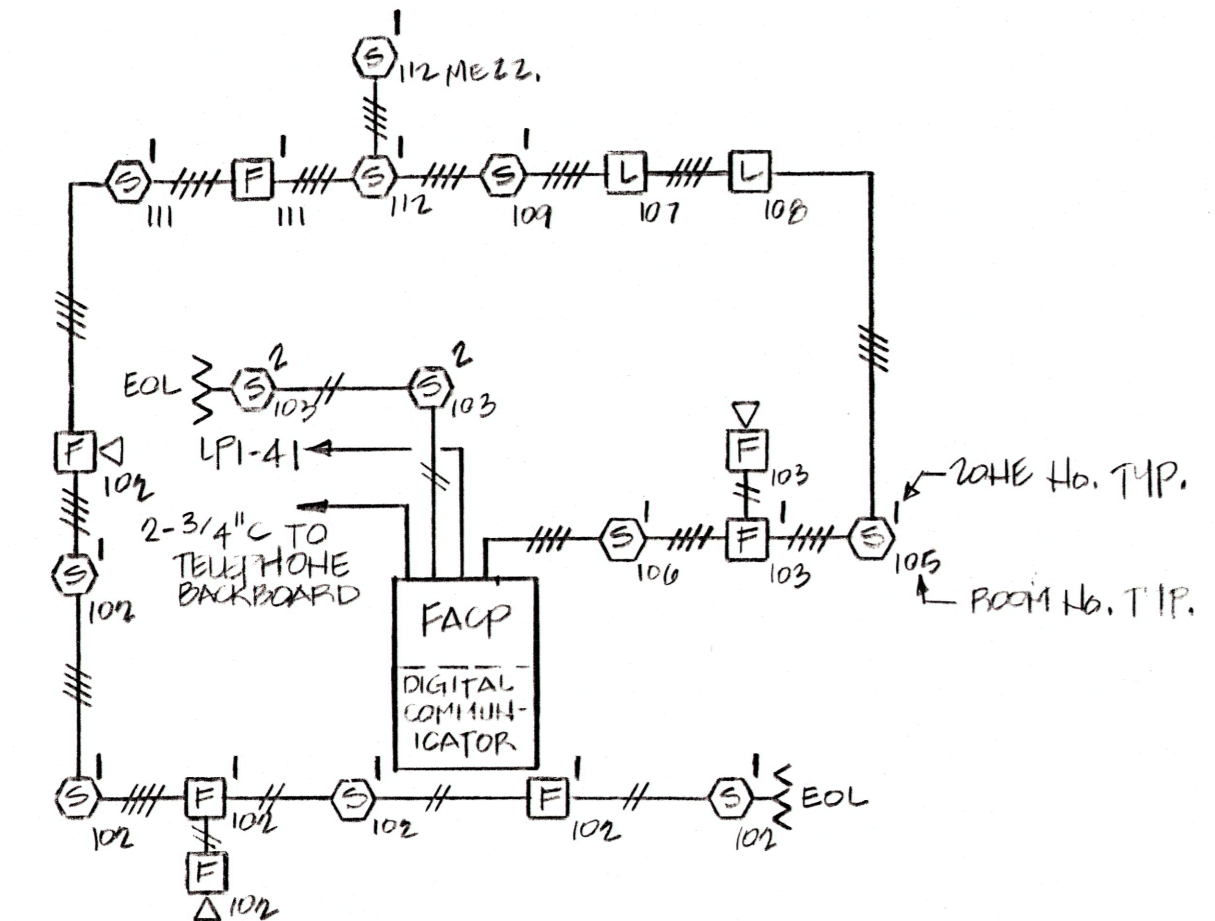 1
S
112 MEZZ.
1
S
111
1
F
111
1
S
112
1
S
109
L
107
L
108
EOL
2
S
103
2
S
103
LP1-41
F
103
ZONE No. TYP.
F
102
2-3/4"C TO
TELEPHONE
BACKBOARD
1
S
106
1
F
103
1
S
105
ROOM No. TYP.
1
S
102
FACP
DIGITAL
COMMUN-
ICATOR
1
S
102
1
F
102
1
S
102
1
F
102
1
S
102
EOL
F
102